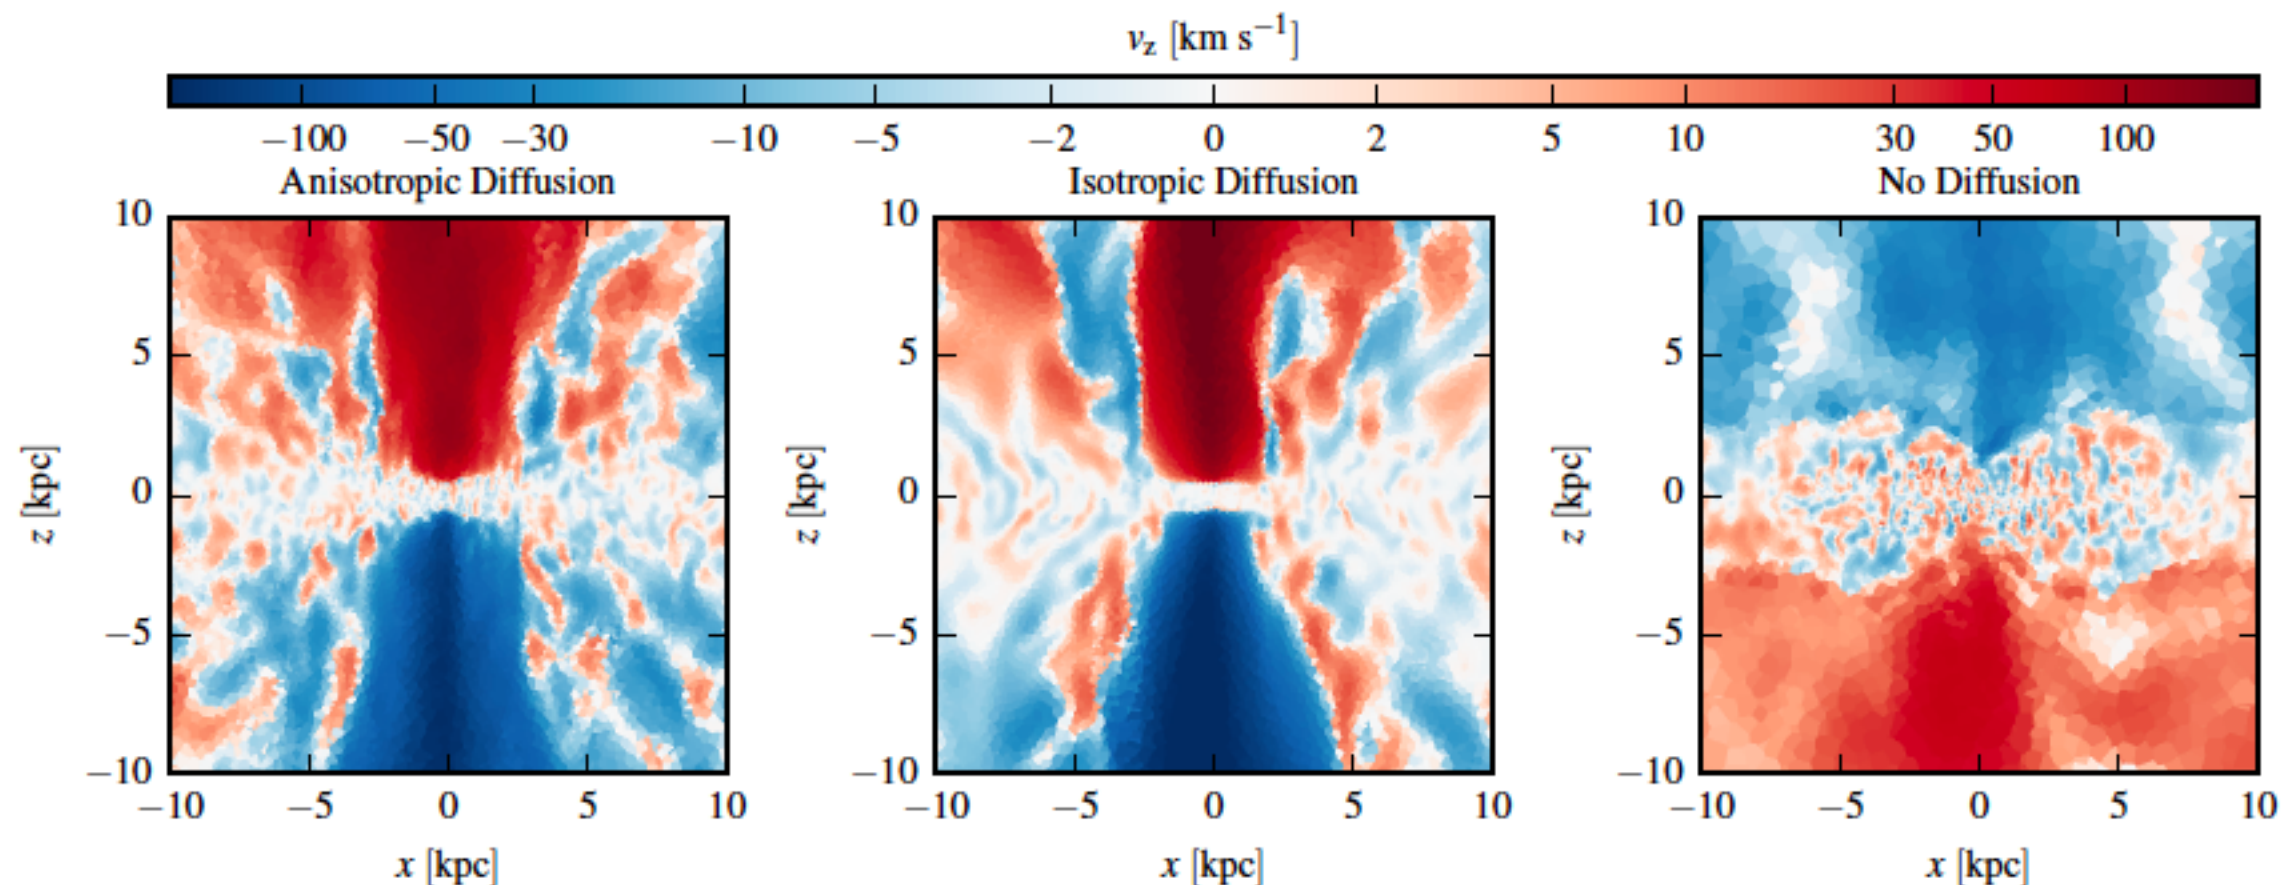 v_z [km s^−1]
−100 −50 −30 −10 −5 −2 0 2 5 10 30 50 100
Anisotropic Diffusion Isotropic Diffusion No Diffusion
10 10 10
5 5 5
0 0 0
−5 −5 −5
−10 −10 −10
z [kpc] z [kpc] z [kpc]
−10 −5 0 5 10 −10 −5 0 5 10 −10 −5 0 5 10
x [kpc] x [kpc] x [kpc]